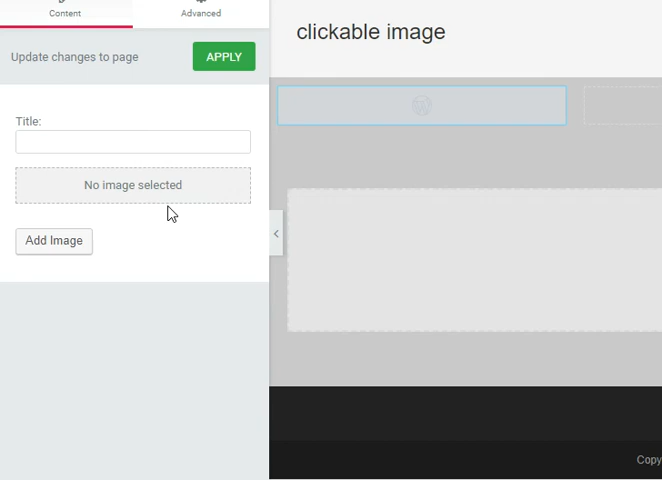 Content
Advanced
Update changes to page
APPLY
Title:
No image selected
Add Image
clickable image
Copy